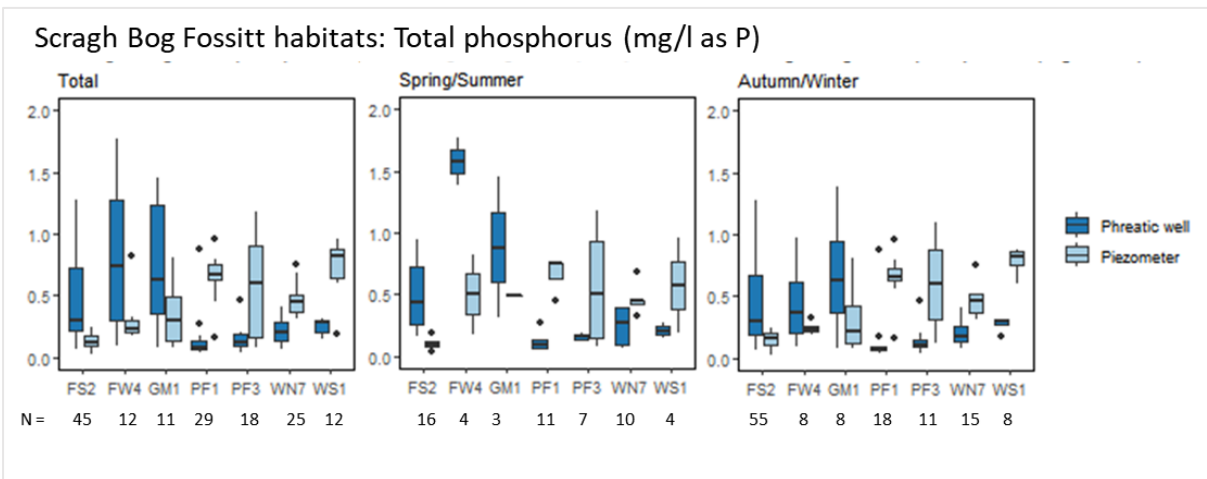 Scragh Bog Fossitt habitats: Total phosphorus (mg/l as P)
Total
Spring/Summer
Autumn/Winter
2.0
1.5
1.0
0.5
0.0
2.0
1.5
1.0
0.5
0.0
2.0
1.5
1.0
0.5
0.0
Phreatic well
Piezometer
FS2 FW4 GM1 PF1 PF3 WN7 WS1
FS2 FW4 GM1 PF1 PF3 WN7 WS1
FS2 FW4 GM1 PF1 PF3 WN7 WS1
N = 45 12 11 29 18 25 12
16 4 3 11 7 10 4
55 8 8 18 11 15 8